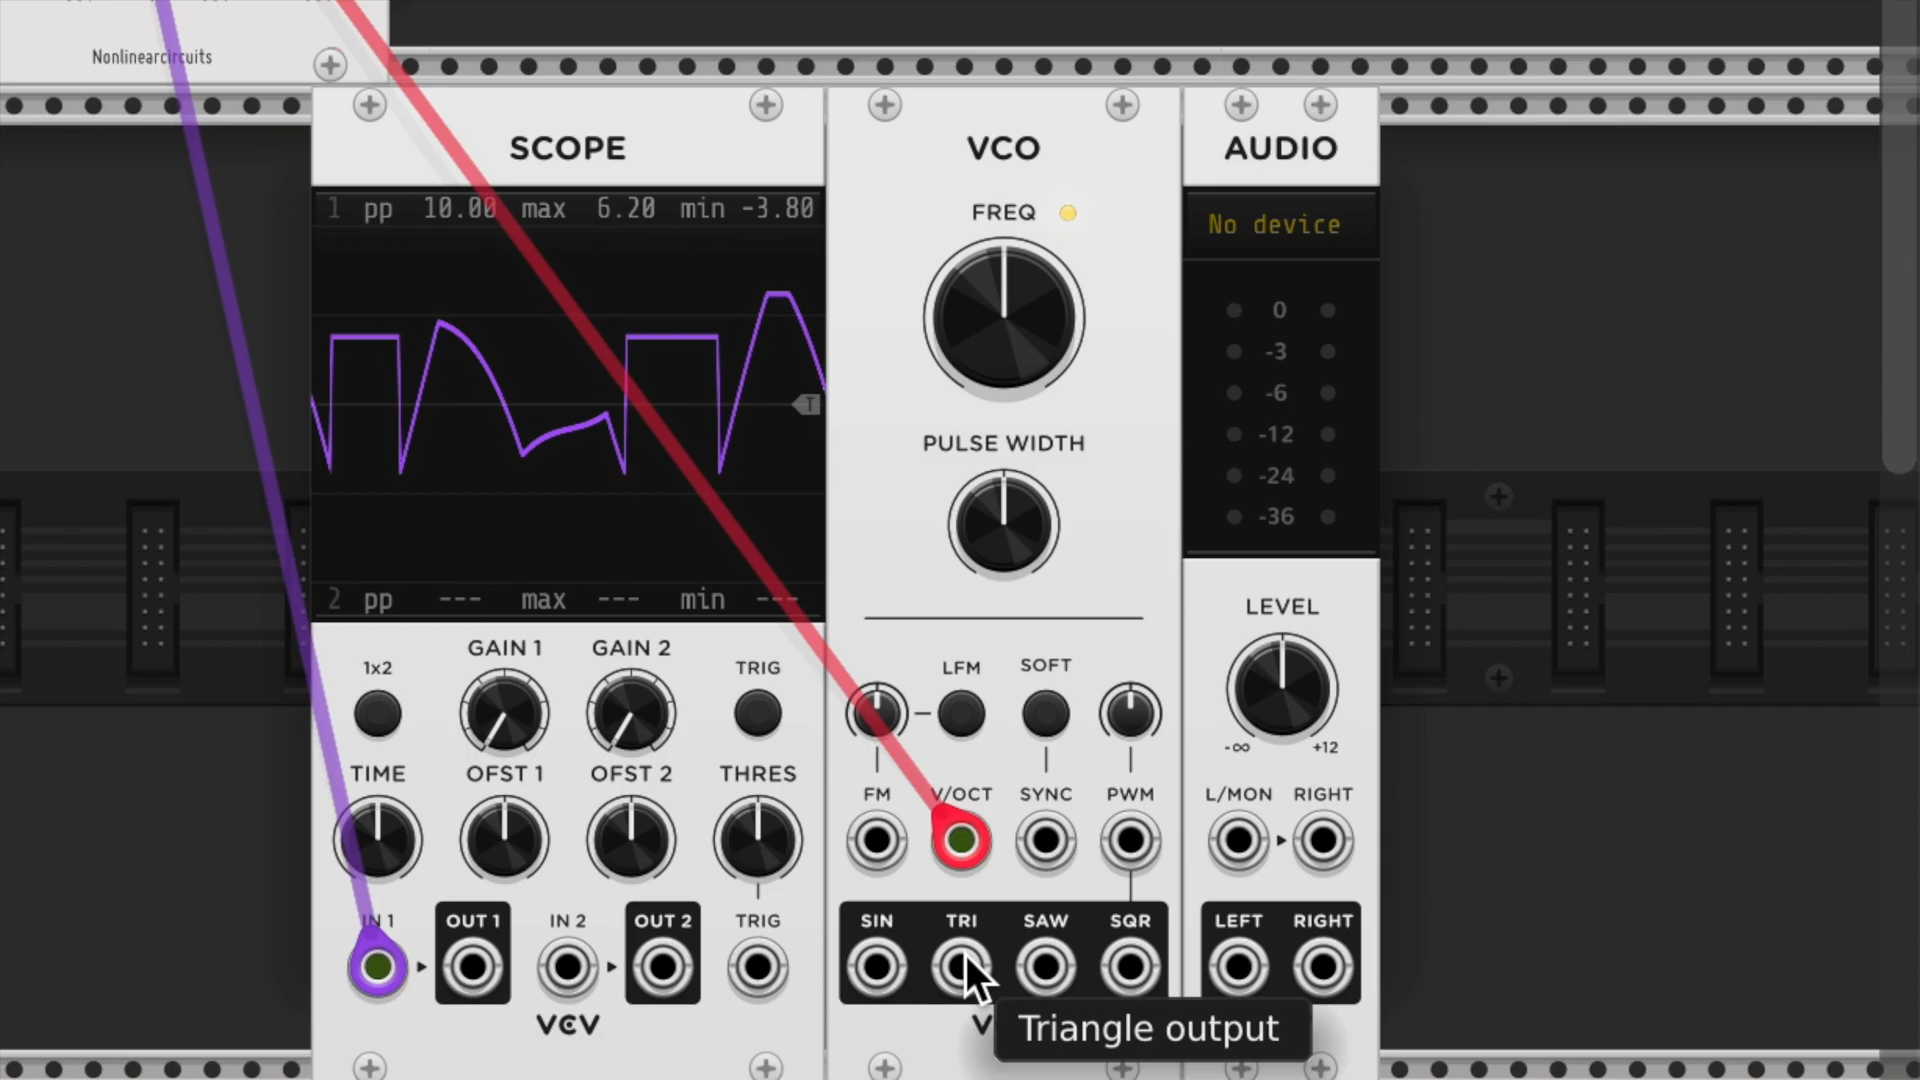 Nonlinearcircuits
SCOPE
VCO
AUDIO
1 pp 10.00 max 6.20 min -3.80
FREQ
No device
T
0
-3
-6
-12
-24
-36
PULSE WIDTH
2 pp --- max --- min ---
1x2
GAIN 1
GAIN 2
TRIG
LFM
SOFT
LEVEL
-∞
+12
TIME
OFST 1
OFST 2
THRES
FM
V/OCT
SYNC
PWM
L/MON
RIGHT
IN 1
OUT 1
IN 2
OUT 2
TRIG
SIN
TRI
SAW
SQR
LEFT
RIGHT
VCV
V
Triangle output